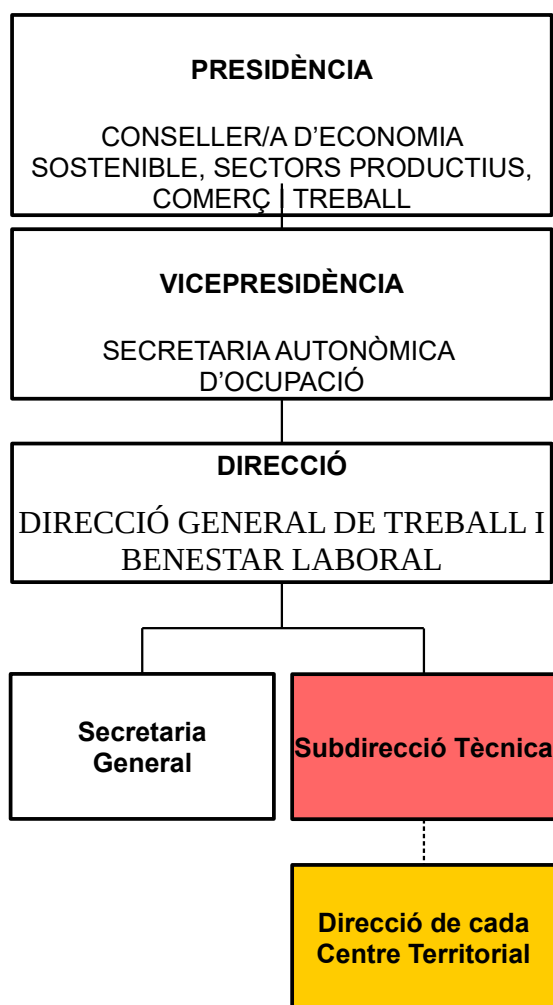 PRESIDÈNCIA
CONSELLER/A D’ECONOMIA
SOSTENIBLE, SECTORS PRODUCTIUS,
COMERÇ I TREBALL
VICEPRESIDÈNCIA
SECRETARIA AUTONÒMICA
D’OCUPACIÓ
DIRECCIÓ
DIRECCIÓ GENERAL DE TREBALL I
BENESTAR LABORAL
Secretaria
General
Subdirecció Tècnica
Direcció de cada
Centre Territorial